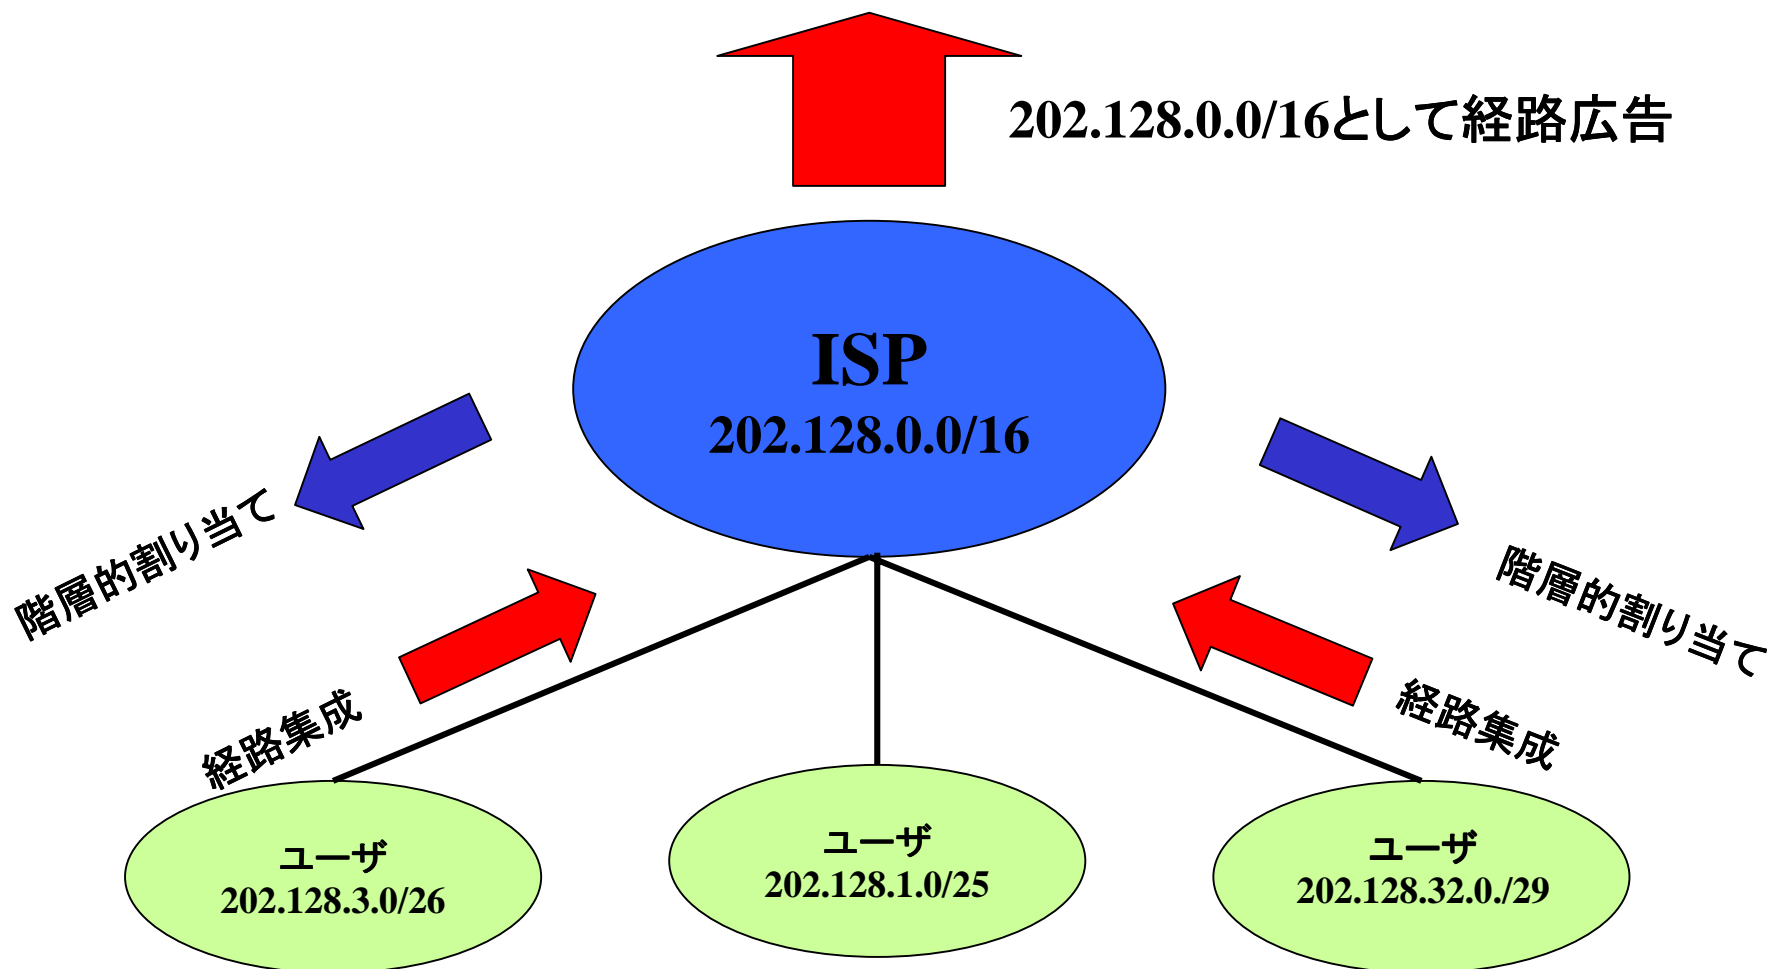 202.128.0.0/16として経路広告
ISP
202.128.0.0/16
階層的割り当て
階層的割り当て
経路集成
経路集成
ユーザ
202.128.3.0/26
ユーザ
202.128.1.0/25
ユーザ
202.128.32.0./29